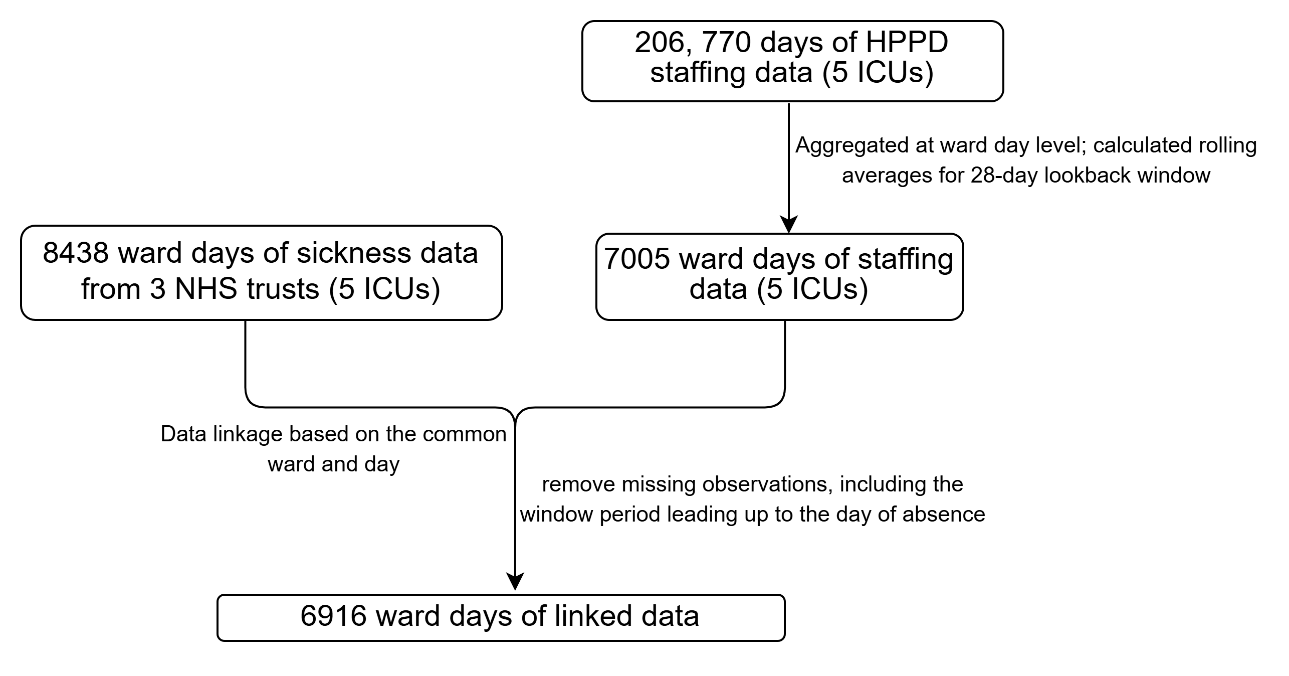 206, 770 days of HPPD
staffing data (5 ICUs)
Aggregated at ward day level; calculated rolling
averages for 28-day lookback window
8438 ward days of sickness data
from 3 NHS trusts (5 ICUs)
7005 ward days of staffing
data (5 ICUs)
Data linkage based on the common
ward and day
remove missing observations, including the
window period leading up to the day of absence
6916 ward days of linked data